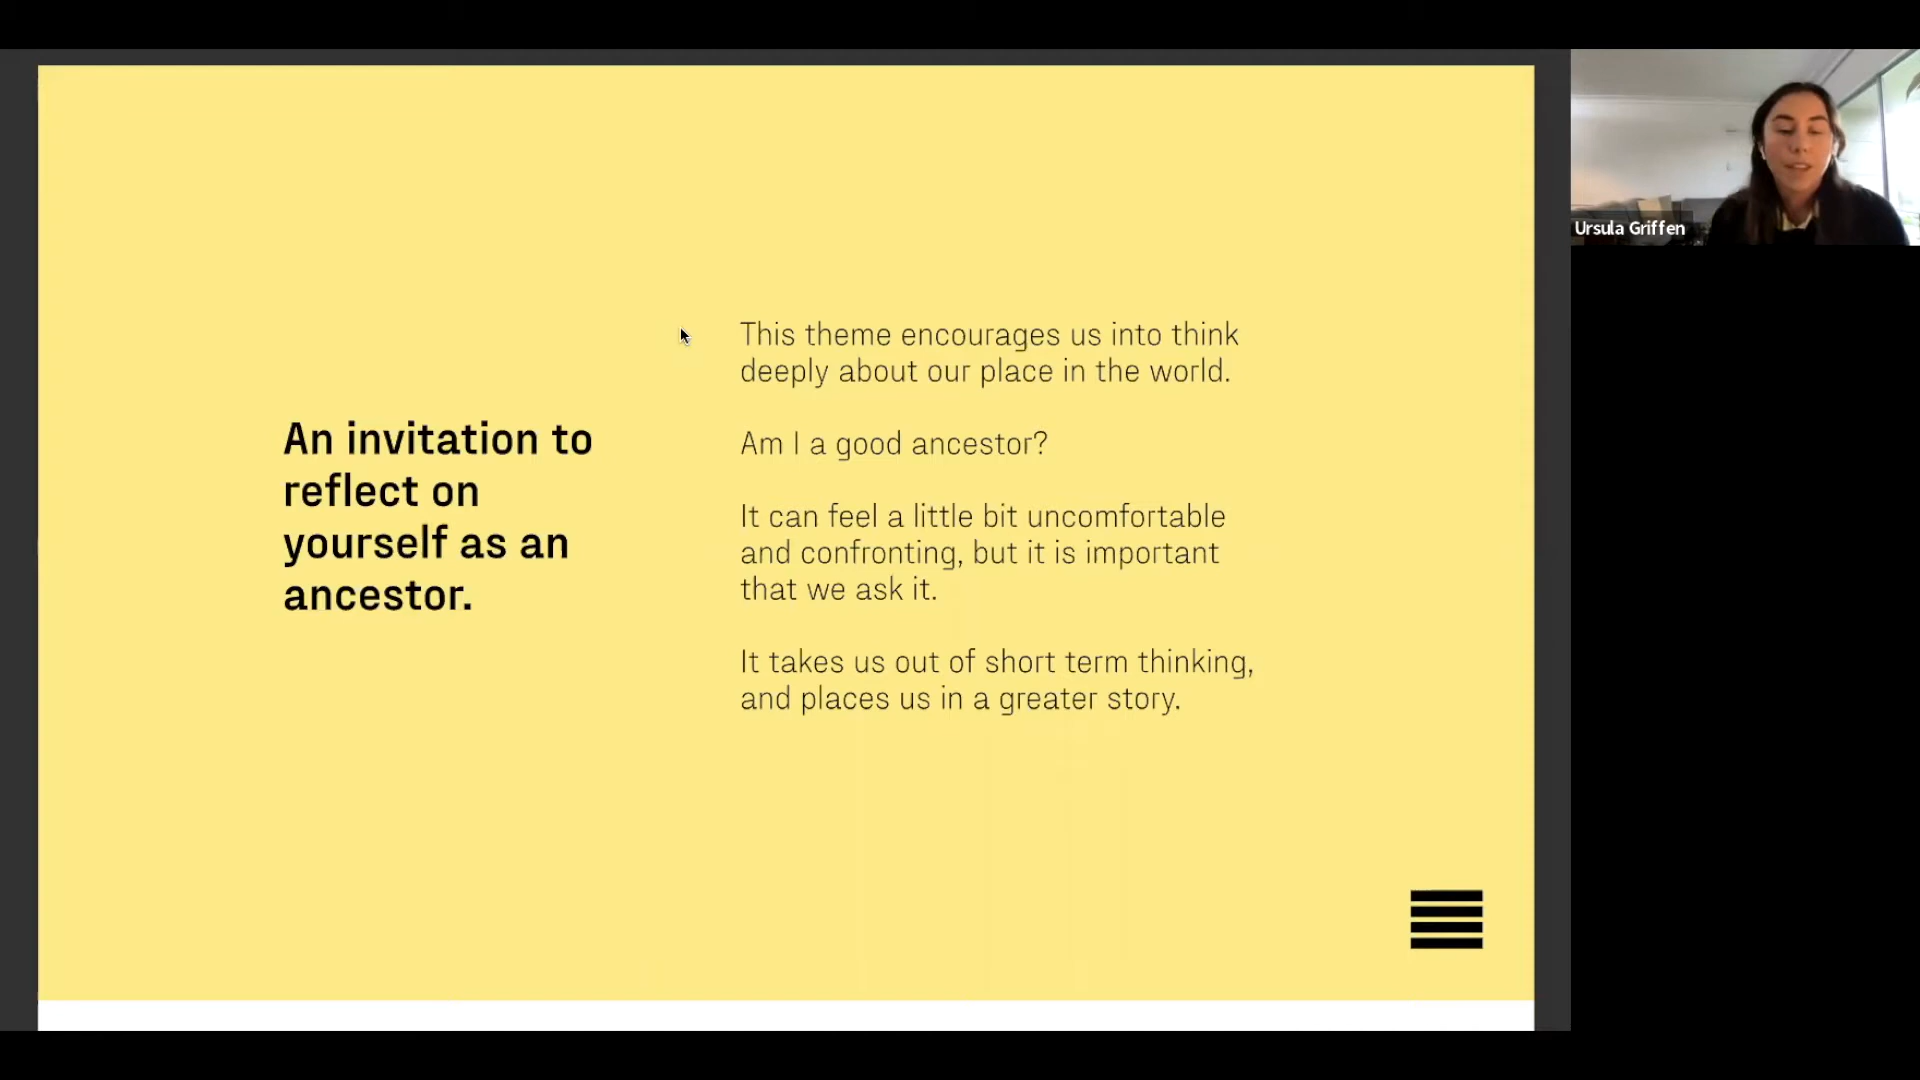 An invitation to
reflect on
yourself as an
ancestor.
This theme encourages us into think
deeply about our place in the world.
Am I a good ancestor?
It can feel a little bit uncomfortable
and confronting, but it is important
that we ask it.
It takes us out of short term thinking,
and places us in a greater story.
Ursula Griffen